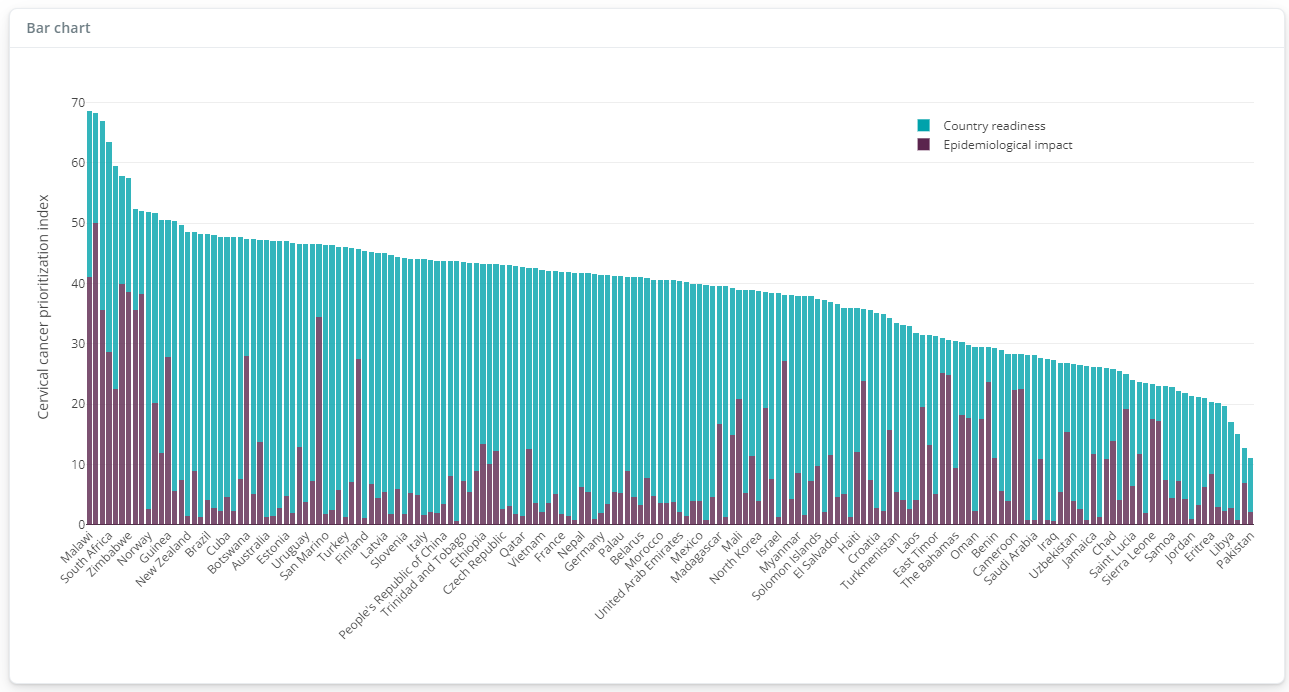 Bar chart
70
60
50
40
30
20
10
0
Cervical cancer prioritization index
Country readiness
Epidemiological impact
Malawi
South Africa
Zimbabwe
Norway
Guinea
New Zealand
Brazil
Cuba
Botswana
Australia
Estonia
Uruguay
San Marino
Turkey
Finland
Latvia
Slovenia
Italy
People's Republic of China
Trinidad and Tobago
Ethiopia
Czech Republic
Qatar
Vietnam
France
Nepal
Germany
Palau
Belarus
Morocco
United Arab Emirates
Mexico
Madagascar
Mali
North Korea
Israel
Myanmar
Solomon Islands
El Salvador
Haiti
Croatia
Turkmenistan
Laos
East Timor
The Bahamas
Oman
Benin
Cameroon
Saudi Arabia
Iraq
Uzbekistan
Jamaica
Chad
Saint Lucia
Sierra Leone
Samoa
Jordan
Eritrea
Libya
Pakistan